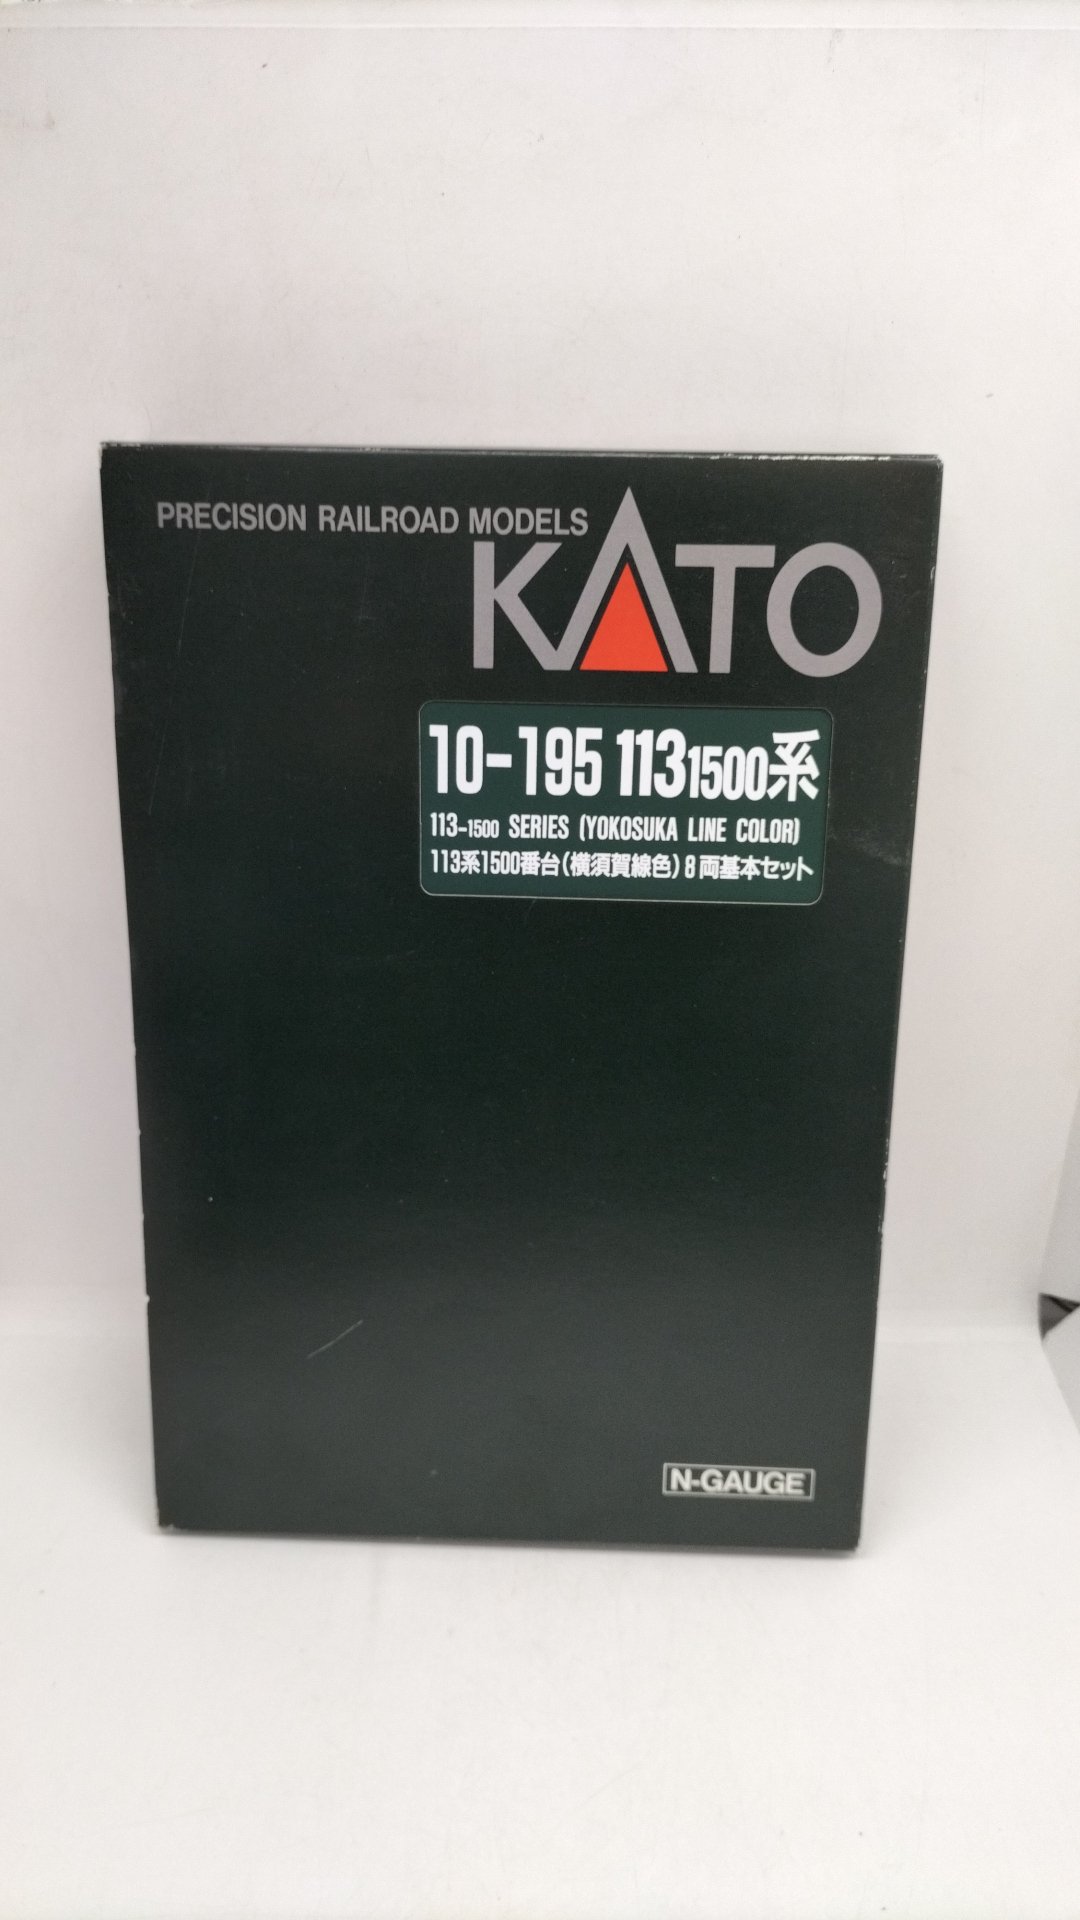 PRECISION RAILROAD MODELS
KATO
10-195 113 1500系
113-1500 SERIES (YOKOSUKA LINE COLOR)
113系1500番台(横須賀線色)8両基本セット
N-GAUGE